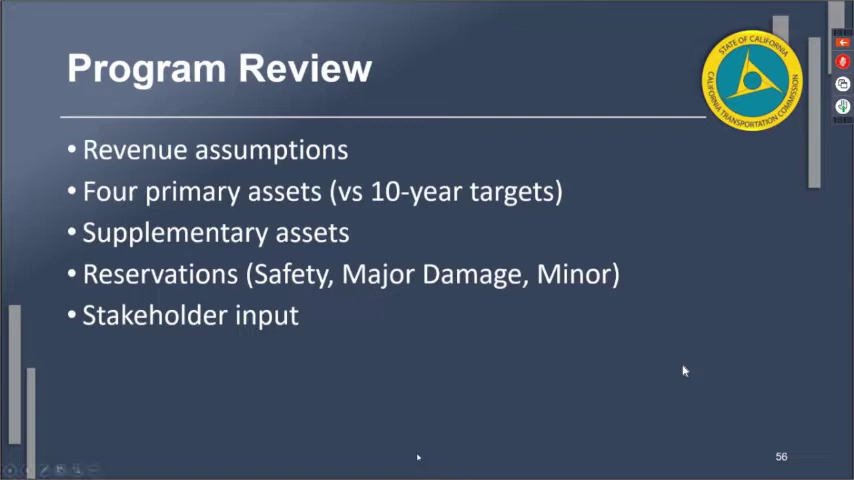 Program Review
STATE OF CALIFORNIA
CALIFORNIA TRANSPORTATION COMMISSION
• Revenue assumptions
• Four primary assets (vs 10-year targets)
• Supplementary assets
• Reservations (Safety, Major Damage, Minor)
• Stakeholder input
56